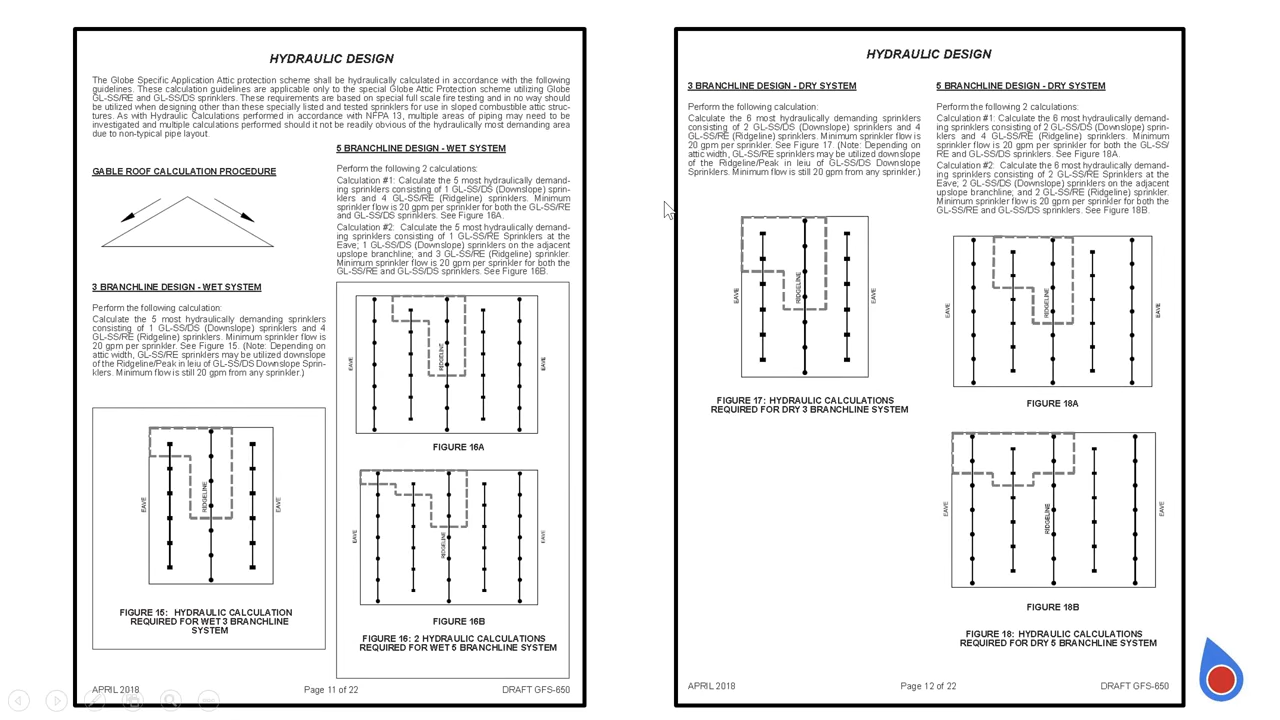 HYDRAULIC DESIGN
The Globe Specific Application Attic protection scheme shall be hydraulically calculated in accordance with the following
guidelines. These calculation guidelines are applicable only to the special Globe Attic Protection scheme utilizing Globe
GL-SS/RE and GL-SS/DS sprinklers. These requirements are based on special full scale fire testing and in no way should
be utilized when designing other than these specially listed and tested sprinklers for use in sloped combustible attic struc-
tures. As with Hydraulic Calculations performed in accordance with NFPA 13, multiple areas of piping may need to be
investigated and multiple calculations performed should it not be readily obvious of the hydraulically most demanding area
due to non-typical pipe layout.
GABLE ROOF CALCULATION PROCEDURE
3 BRANCHLINE DESIGN - WET SYSTEM
Perform the following calculation:
Calculate the 5 most hydraulically demanding sprinklers
consisting of 1 GL-SS/DS (Downslope) sprinklers and 4
GL-SS/RE (Ridgeline) sprinklers. Minimum sprinkler flow is
20 gpm per sprinkler. See Figure 15. (Note: Depending on
attic width, GL-SS/RE sprinklers may be utilized downslope
of the Ridgeline/Peak in leiu of GL-SS/DS Downslope Sprin-
klers. Minimum flow is still 20 gpm from any sprinkler.)
EAVE
RIDGELINE
EAVE
FIGURE 15: HYDRAULIC CALCULATION
REQUIRED FOR WET 3 BRANCHLINE
SYSTEM
5 BRANCHLINE DESIGN - WET SYSTEM
Perform the following 2 calculations:
Calculation #1: Calculate the 5 most hydraulically demand-
ing sprinklers consisting of 1 GL-SS/DS (Downslope) sprin-
klers and 4 GL-SS/RE (Ridgeline) sprinklers. Minimum
sprinkler flow is 20 gpm per sprinkler for both the GL-SS/RE
and GL-SS/DS sprinklers. See Figure 16A.
Calculation #2: Calculate the 5 most hydraulically demand-
ing sprinklers consisting of 1 GL-SS/RE Sprinklers at the
Eave; 1 GL-SS/DS (Downslope) sprinklers on the adjacent
upslope branchline; and 3 GL-SS/RE (Ridgeline) sprinkler.
Minimum sprinkler flow is 20 gpm per sprinkler for both the
GL-SS/RE and GL-SS/DS sprinklers. See Figure 16B.
EAVE
RIDGELINE
EAVE
FIGURE 16A
EAVE
RIDGELINE
EAVE
FIGURE 16B
FIGURE 16: 2 HYDRAULIC CALCULATIONS
REQUIRED FOR WET 5 BRANCHLINE SYSTEM
APRIL 2018
Page 11 of 22
DRAFT GFS-650
HYDRAULIC DESIGN
3 BRANCHLINE DESIGN - DRY SYSTEM
Perform the following calculation:
Calculate the 6 most hydraulically demanding sprinklers
consisting of 2 GL-SS/DS (Downslope) sprinklers and 4
GL-SS/RE (Ridgeline) sprinklers. Minimum sprinkler flow is
20 gpm per sprinkler. See Figure 17. (Note: Depending on
attic width, GL-SS/RE sprinklers may be utilized downslope
of the Ridgeline/Peak in leiu of GL-SS/DS Downslope
Sprinklers. Minimum flow is still 20 gpm per sprinkler.)
EAVE
RIDGELINE
EAVE
FIGURE 17: HYDRAULIC CALCULATIONS
REQUIRED FOR DRY 3 BRANCHLINE SYSTEM
5 BRANCHLINE DESIGN - DRY SYSTEM
Perform the following 2 calculations:
Calculation #1: Calculate the 6 most hydraulically demand-
ing sprinklers consisting of 2 GL-SS/DS (Downslope) sprin-
klers and 4 GL-SS/RE (Ridgeline) sprinklers. Minimum
sprinkler flow is 20 gpm per sprinkler for both the GL-SS/
RE and GL-SS/DS sprinklers. See Figure 18A.
Calculation #2: Calculate the 6 most hydraulically demand-
ing sprinklers consisting of 2 GL-SS/RE Sprinklers at the
Eave; 2 GL-SS/DS (Downslope) sprinklers on the adjacent
upslope branchline; and 2 GL-SS/RE (Ridgeline) sprinkler.
Minimum sprinkler flow is 20 gpm per sprinkler for both the
GL-SS/RE and GL-SS/DS sprinklers. See Figure 18B.
EAVE
RIDGELINE
EAVE
FIGURE 18A
EAVE
RIDGELINE
EAVE
FIGURE 18B
FIGURE 18: HYDRAULIC CALCULATIONS
REQUIRED FOR DRY 5 BRANCHLINE SYSTEM
APRIL 2018
Page 12 of 22
DRAFT GFS-650